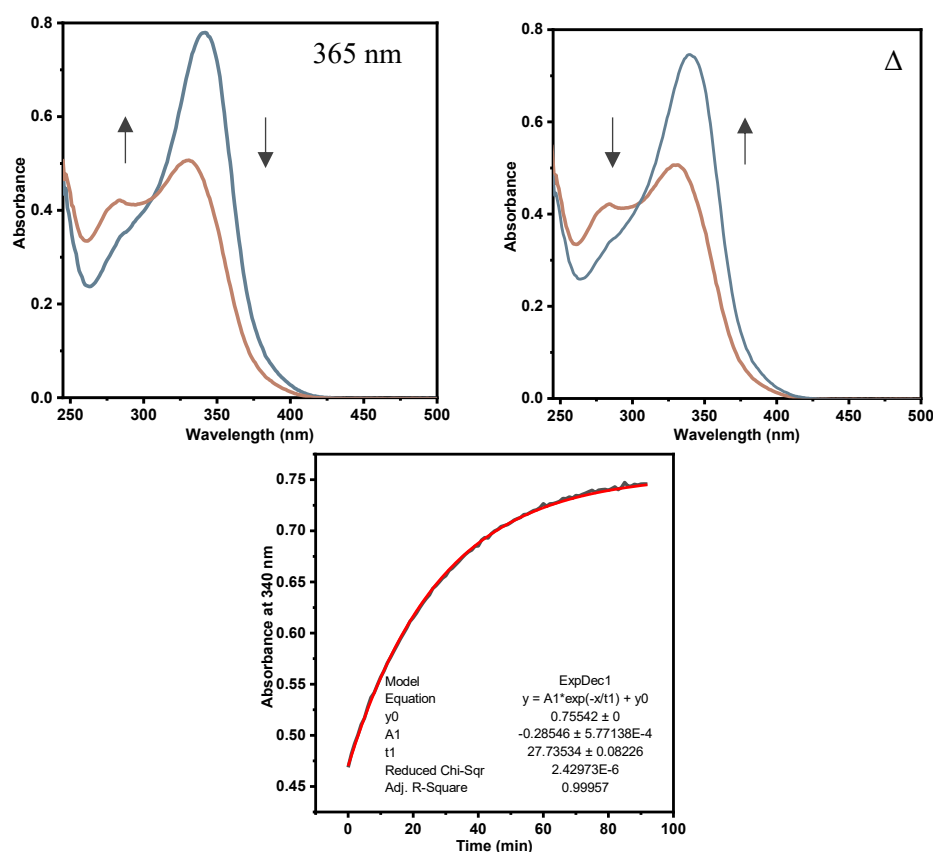 365 nm
Absorbance
0.8
0.6
0.4
0.2
0.0
250 300 350 400 450 500
Wavelength (nm)
Δ
Absorbance
0.8
0.6
0.4
0.2
0.0
250 300 350 400 450 500
Wavelength (nm)
Absorbance at 340 nm
0.75
0.70
0.65
0.60
0.55
0.50
0.45
Model ExpDec1
Equation y = A1*exp(-x/t1) + y0
y0 0.75542 ± 0
A1 -0.28546 ± 5.77138E-4
t1 27.73534 ± 0.08226
Reduced Chi-Sqr 2.42973E-6
Adj. R-Square 0.99957
0 20 40 60 80 100
Time (min)